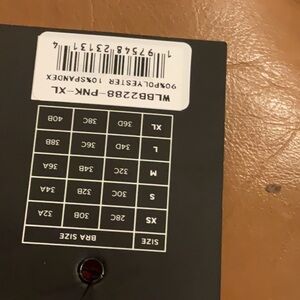 SIZE BRA SIZE
XS 28C 30B 32A
S 30C 32B 34A
M 32C 34B 36A
L 34D 36C 38B
XL 36D 38C 40B
WLBB2288-PNK-XL
90%POLYESTER 10%SPANDEX
1 97548 23131 4